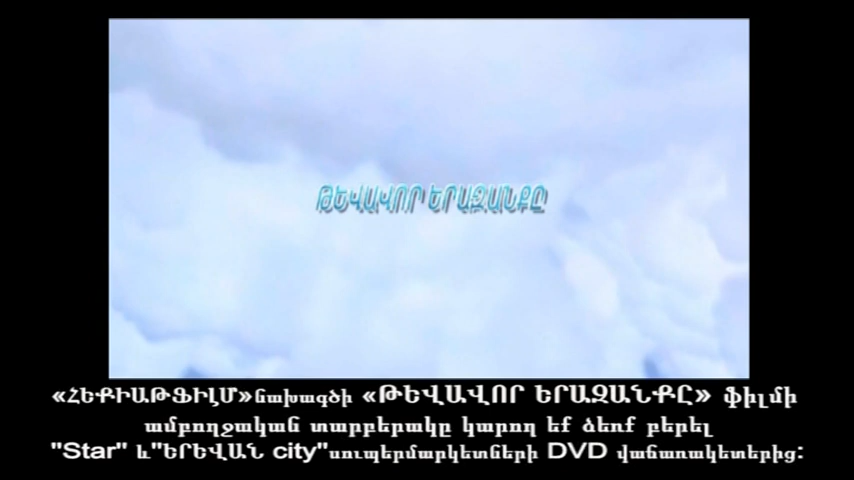 ԹԵՎԱՎՈՐ ԵՐԱԶԱՆՔԸ
«ՀԵՔԻԱԹՖԻԼՄ»նախագծի «ԹԵՎԱՎՈՐ ԵՐԱԶԱՆՔԸ» ֆիլմի
ամբողջական տարբերակը կարող եք ձեռք բերել
"Star" և"ԵՐԵՎԱՆ city"սուպերմարկետների DVD վաճառակետերից: